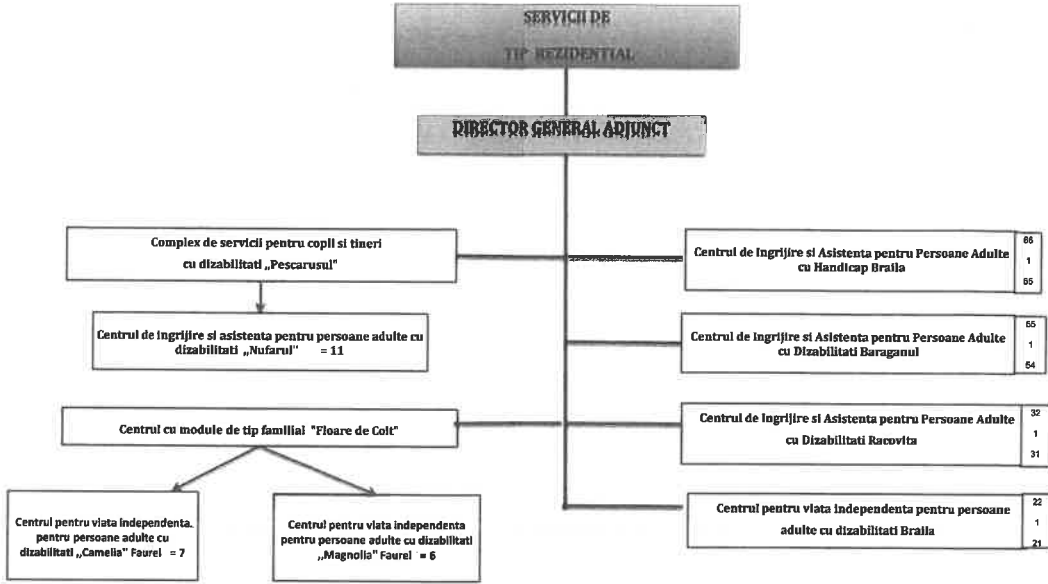 SERVICII DE
TIP REZIDENTIAL
DIRECTOR GENERAL ADJUNCT
Complex de servicii pentru copii si tineri
cu dizabilitati „Pescarusul"
Centrul de ingrijire si asistenta pentru persoane adulte cu
dizabilitati „Nufarul" = 11
Centrul cu module de tip familial "Floare de Colt"
Centrul pentru viata independenta
pentru persoane adulte cu
dizabilitati „Camelia" Faurei = 7
Centrul pentru viata independenta
pentru persoane adulte cu dizabilitati
„Magnolia" Faurei = 6
Centrul de Ingrijire si Asistenta pentru Persoane Adulte
cu Handicap Braila
66
1
65
Centrul de Ingrijire si Asistenta pentru Persoane Adulte
cu Dizabilitati Baraganul
55
1
54
Centrul de Ingrijire si Asistenta pentru Persoane Adulte
cu Dizabilitati Racovita
32
1
31
Centrul pentru viata independenta pentru persoane
adulte cu dizabilitati Braila
22
1
21